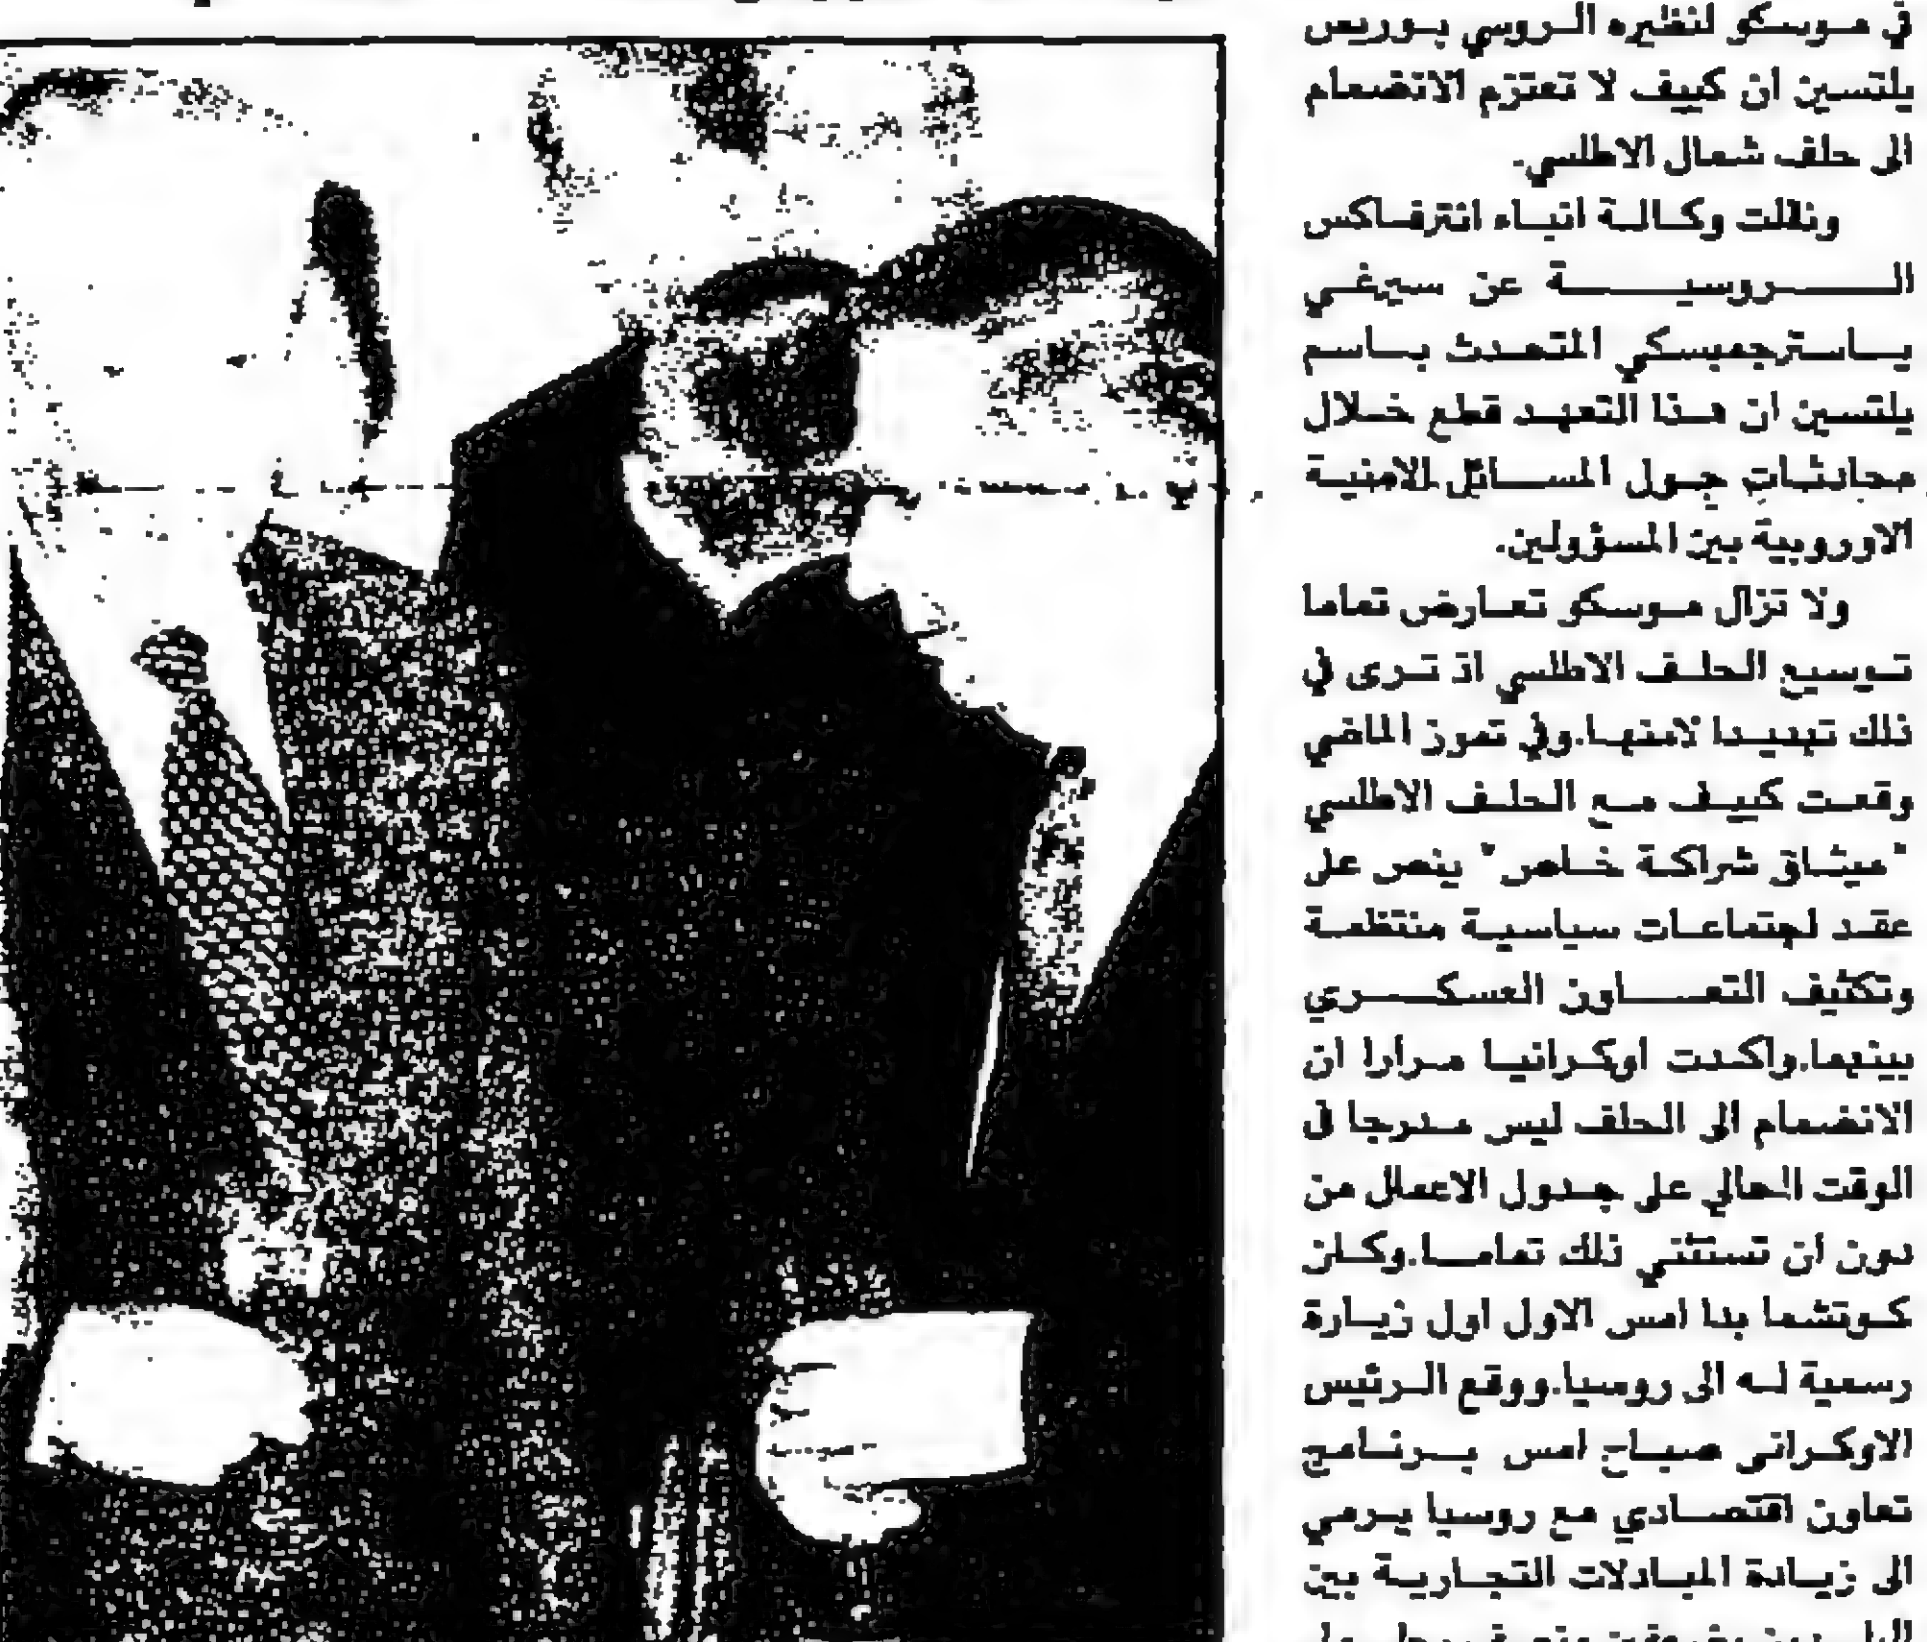 في موسكو لنظيره الروسي بوريس
يلتسين ان كييف لا تعتزم الانضمام
الى حلف شمال الاطلسي.
ونقلت وكالة انباء انترفاكس
الروسية عن سيرغي
ياسترجمبسكي المتحدث باسم
يلتسين ان هذا التعهد قطع خلال
محادثات حول المسائل الامنية
الاوروبية بين المسؤولين.
ولا تزال موسكو تعارض تماما
توسيع الحلف الاطلسي اذ ترى في
ذلك تهديدا لامنها.وفي تموز الماضي
وقعت كييف مع الحلف الاطلسي
"ميثاق شراكة خاص" ينص على
عقد اجتماعات سياسية منتظمة
وتكثيف التعاون العسكري
بينهما.واكدت اوكرانيا مرارا ان
الانضمام الى الحلف ليس مدرجا في
الوقت الحالي على جدول الاعمال من
دون ان تستثني ذلك تماما.وكان
كوتشما بدا امس الاول اول زيارة
رسمية له الى روسيا.ووقع الرئيس
الاوكراني صباح امس برنامج
تعاون اقتصادي مع روسيا يرمي
الى زيادة المبادلات التجارية بين